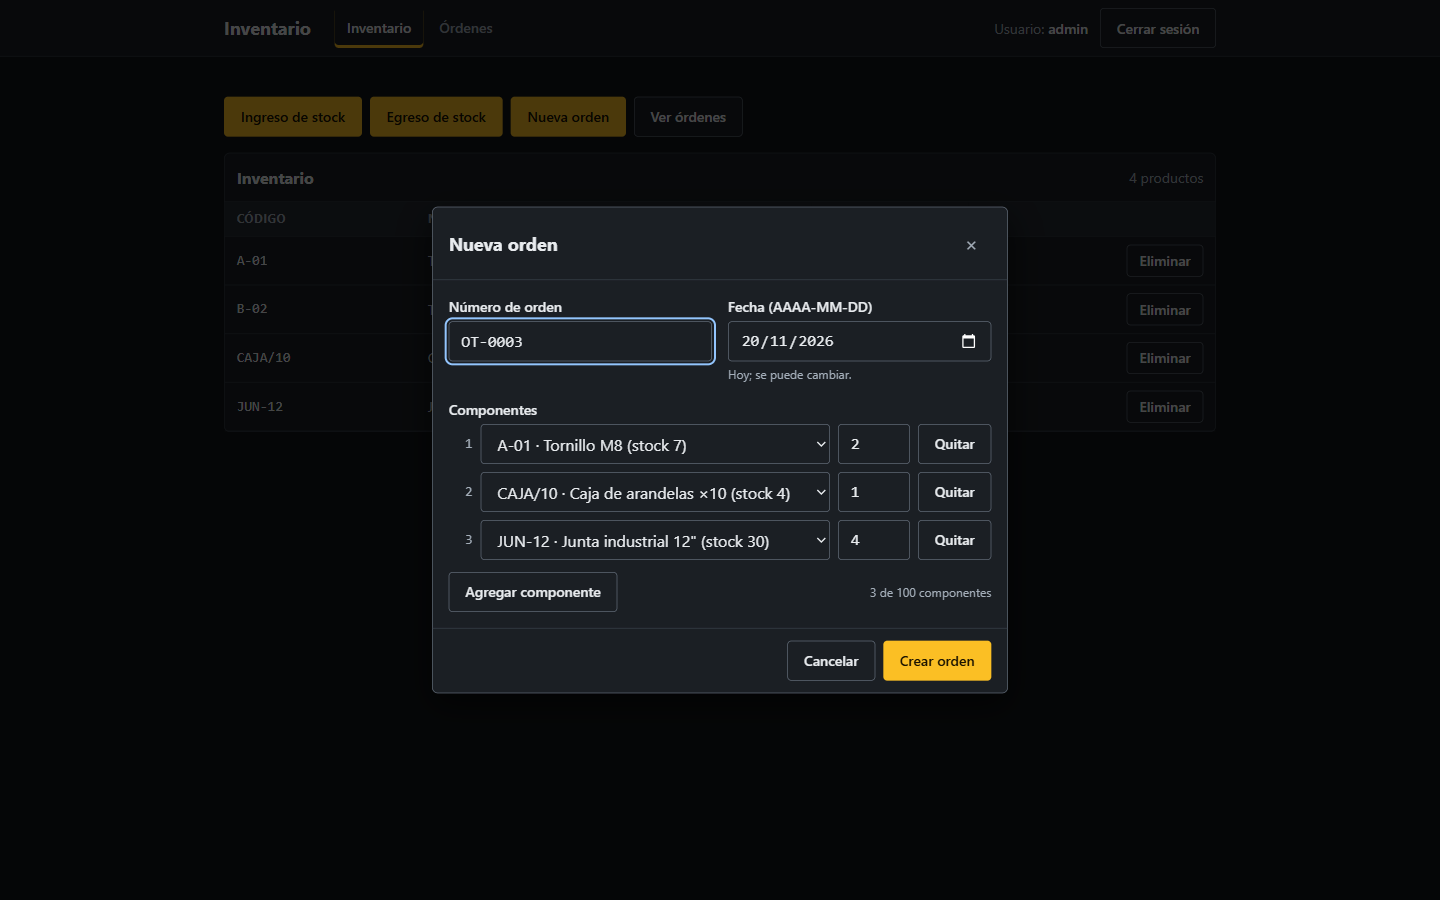 Inventario Inventario Órdenes Usuario: admin Cerrar sesión
Ingreso de stock Egreso de stock Nueva orden Ver órdenes
Inventario 4 productos
CÓDIGO
A-01 Eliminar
B-02 Eliminar
CAJA/10 Eliminar
JUN-12 Eliminar
Nueva orden ×
Número de orden Fecha (AAAA-MM-DD)
OT-0003 20/11/2026
Hoy; se puede cambiar.
Componentes
1 A-01 · Tornillo M8 (stock 7) 2 Quitar
2 CAJA/10 · Caja de arandelas ×10 (stock 4) 1 Quitar
3 JUN-12 · Junta industrial 12" (stock 30) 4 Quitar
Agregar componente 3 de 100 componentes
Cancelar Crear orden